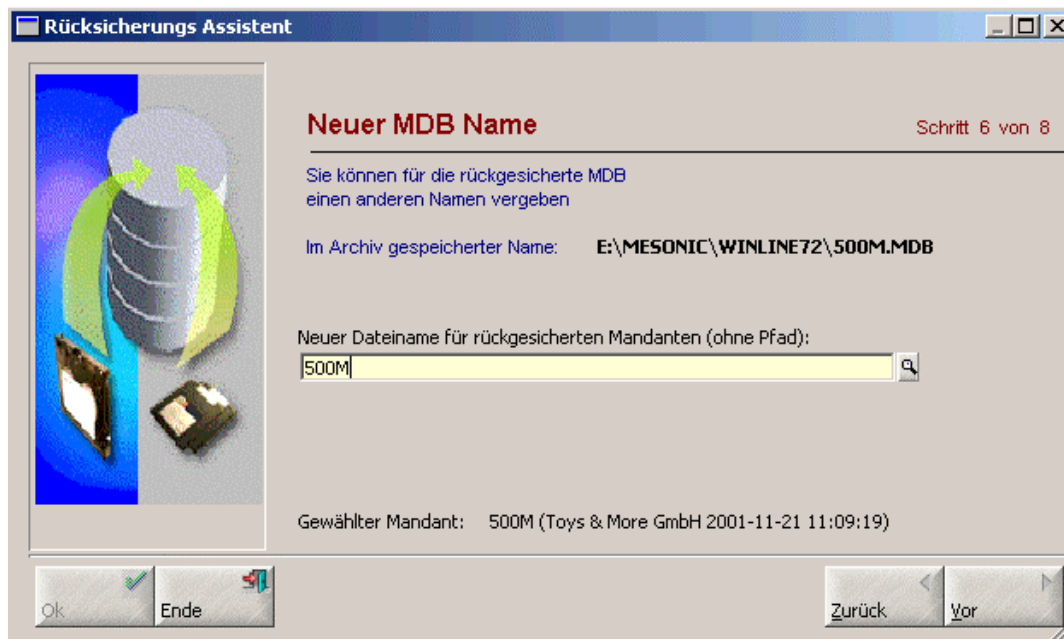 Rücksicherungs Assistent
Neuer MDB Name
Schritt 6 von 8
Sie können für die rückgesicherte MDB
einen anderen Namen vergeben
Im Archiv gespeicherter Name: E:\MESONIC\WINLINE72\500M.MDB
Neuer Dateiname für rückgesicherten Mandanten (ohne Pfad):
500M
Gewählter Mandant: 500M (Toys & More GmbH 2001-11-21 11:09:19)
Ok
Ende
Zurück
Vor